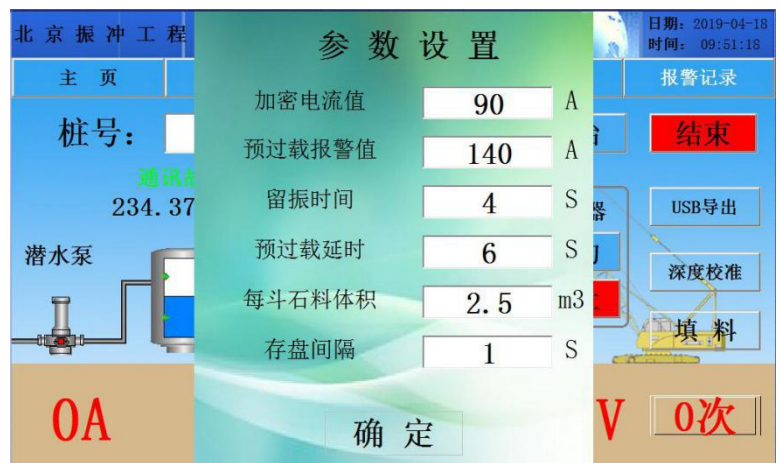 北京振冲工程
参数设置
日期: 2019-04-18
时间: 09:51:18
主 页
报警记录
加密电流值 90 A
桩号:
结束
预过载报警值 140 A
通讯故
234.37
留振时间 4 S
USB导出
潜水泵
预过载延时 6 S
深度校准
每斗石料体积 2.5 m3
填 料
存盘间隔 1 S
0A
确 定
V
0次